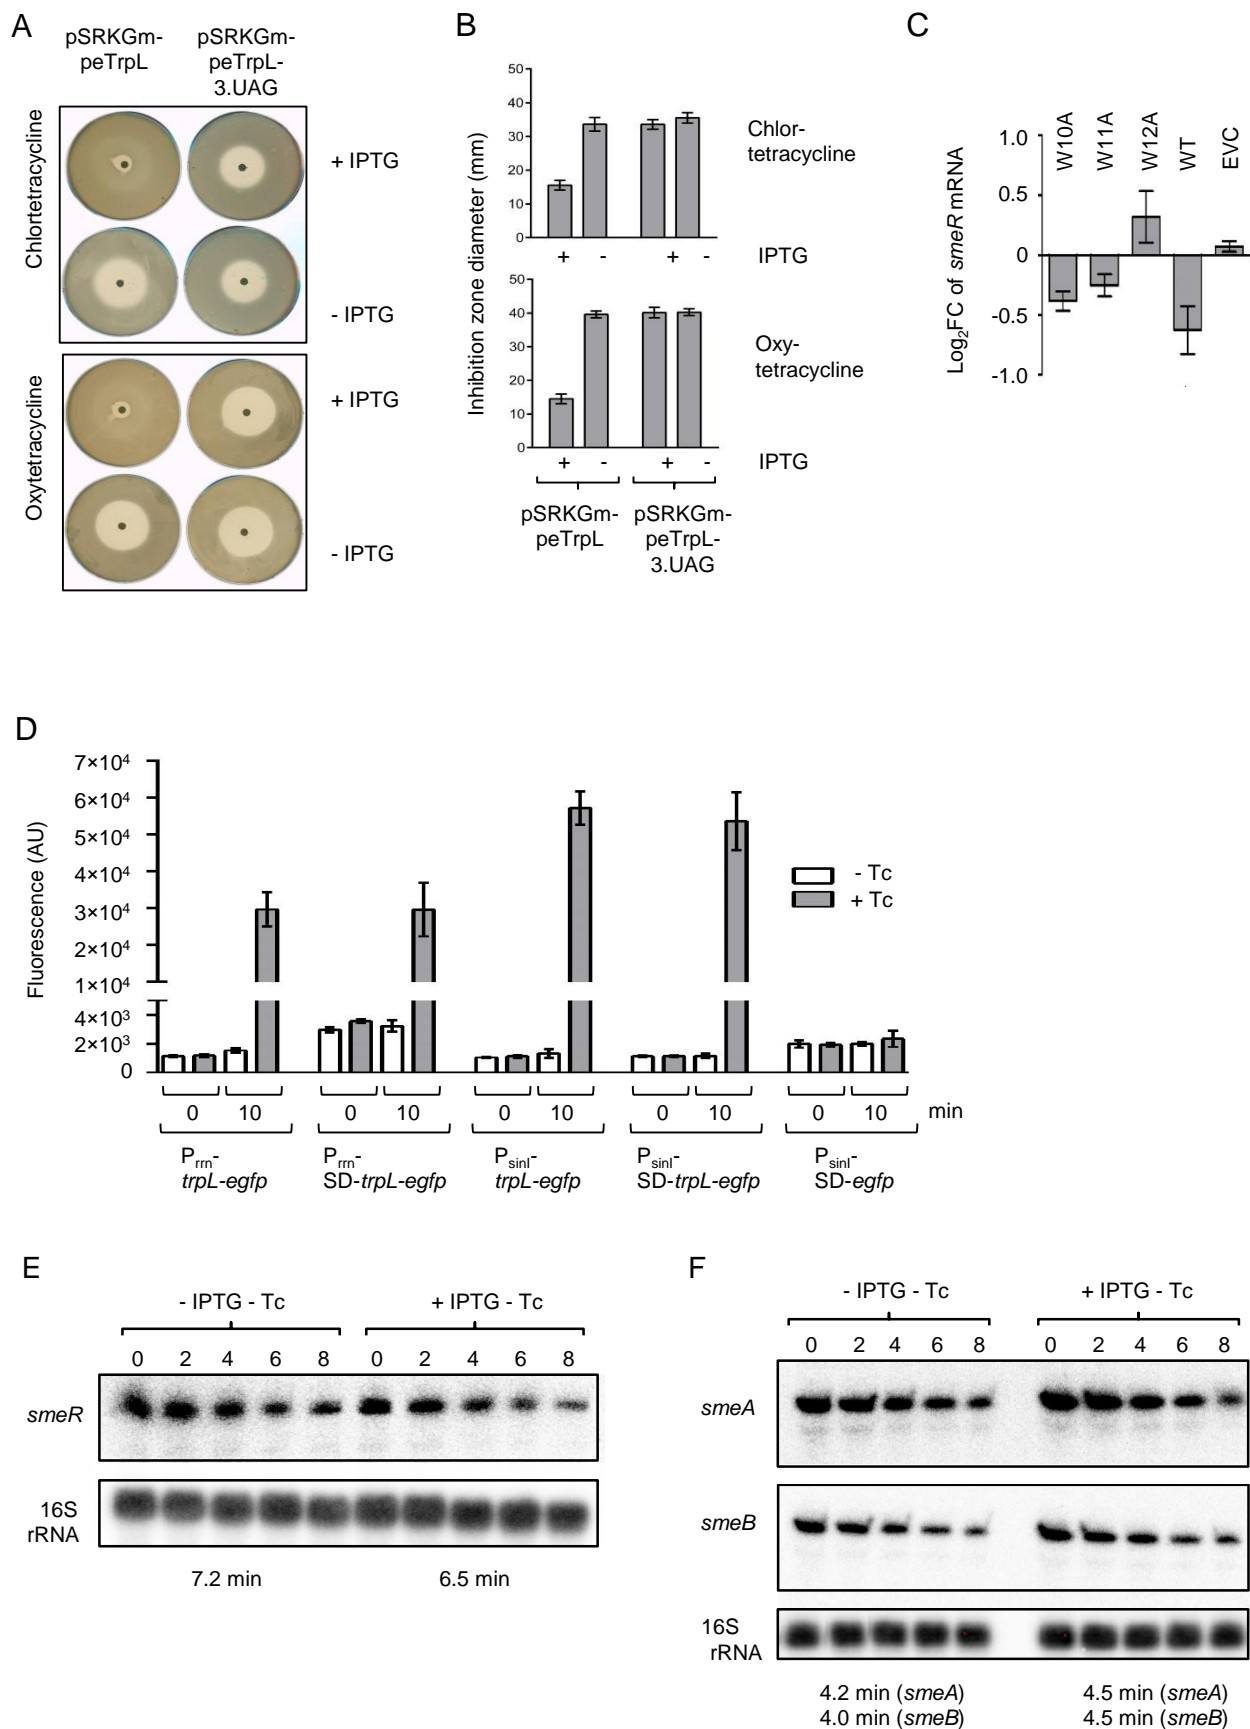 A
pSRKGm-
peTrpL
pSRKGm-
peTrpL-
3.UAG
Chlortetracycline
+ IPTG
- IPTG
Oxytetracycline
+ IPTG
- IPTG
B
Inhibition zone diameter (mm)
50
40
30
20
10
0
+ - + -
IPTG
Chlor-
tetracycline
50
40
30
20
10
0
+ - + -
IPTG
Oxy-
tetracycline
pSRKGm-
peTrpL
pSRKGm-
peTrpL-
3.UAG
C
W10A W11A W12A WT EVC
Log₂FC of smeR mRNA
1.0
0.5
0
-0.5
-1.0
D
Fluorescence (AU)
7×10⁴
6×10⁴
5×10⁴
4×10⁴
3×10⁴
2×10⁴
1×10⁴
4×10³
2×10³
0
- Tc
+ Tc
0 10 0 10 0 10 0 10 0 10 min
Prrn-
trpL-egfp
Prrn-
SD-trpL-egfp
PsinI-
trpL-egfp
PsinI-
SD-trpL-egfp
PsinI-
SD-egfp
E
- IPTG - Tc + IPTG - Tc
0 2 4 6 8 0 2 4 6 8
smeR
16S
rRNA
7.2 min 6.5 min
F
- IPTG - Tc + IPTG - Tc
0 2 4 6 8 0 2 4 6 8
smeA
smeB
16S
rRNA
4.2 min (smeA) 4.5 min (smeA)
4.0 min (smeB) 4.5 min (smeB)